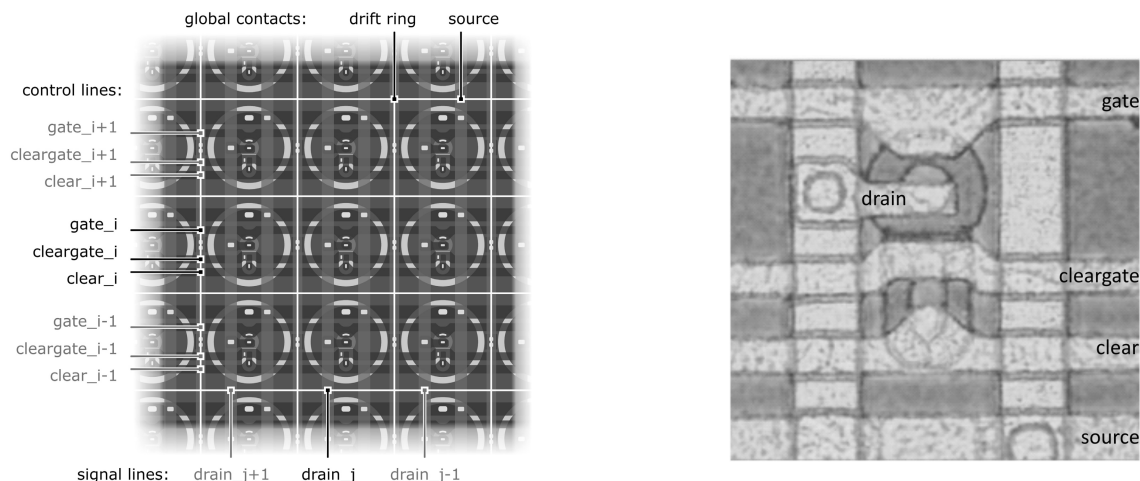 global contacts: drift ring source
control lines:
gate_i+1
cleargate_i+1
clear_i+1
gate_i
cleargate_i
clear_i
gate_i-1
cleargate_i-1
clear_i-1
signal lines: drain_j+1 drain_j drain_j-1
gate
drain
cleargate
clear
source